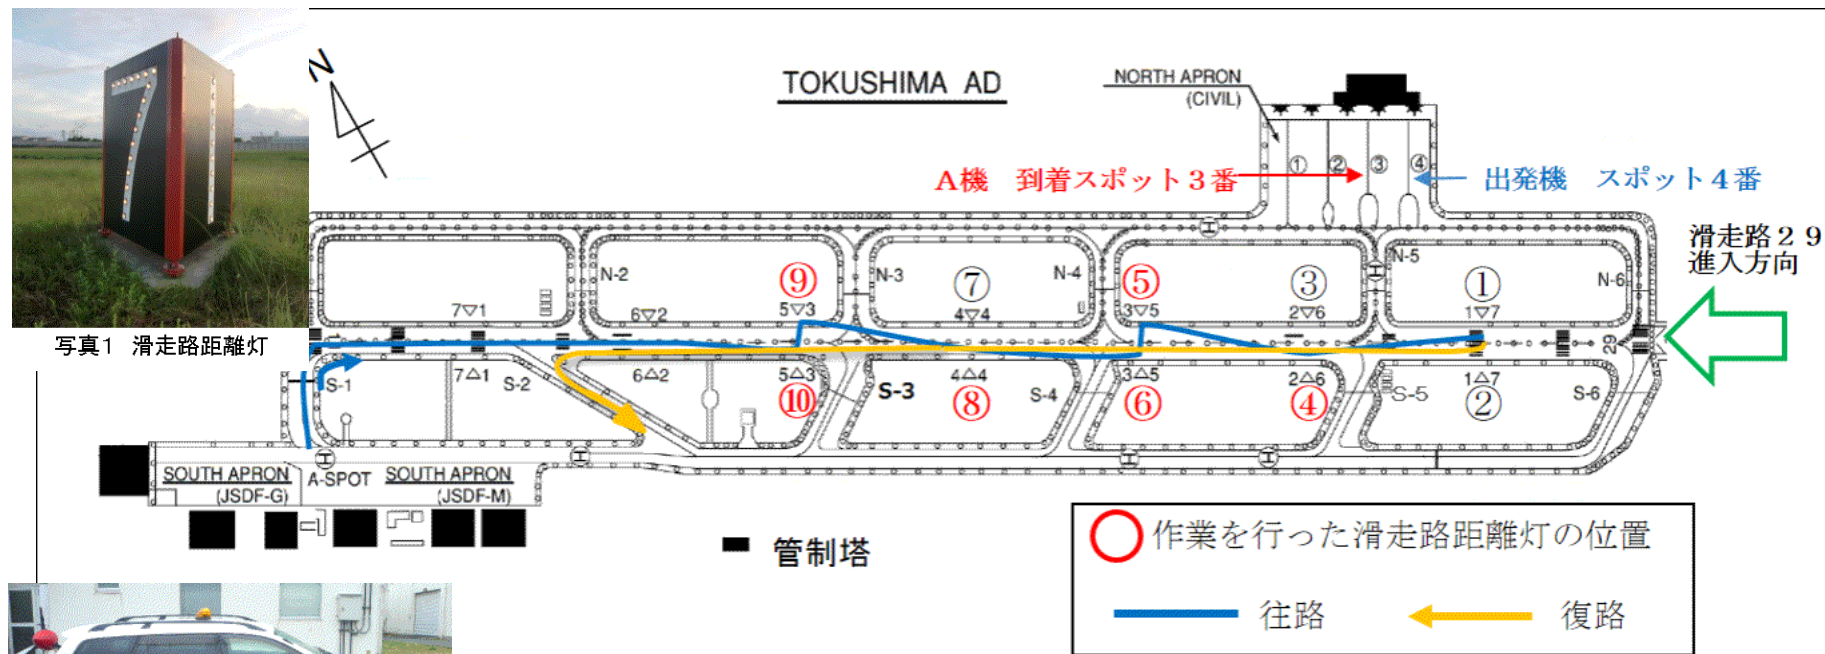 7
1
写真1 滑走路距離灯
N
TOKUSHIMA AD
NORTH APRON
(CIVIL)
① ② ③ ④
A機 到着スポット3番
出発機 スポット4番
滑走路29
進入方向
N-2
N-3
N-4
N-5
N-6
⑨ ⑦ ⑤ ③ ①
7▽1 6▽2 5▽3 4▽4 3▽5 2▽6 1▽7
29
7△1 6△2 5△3 4△4 3△5 2△6 1△7
S-1
S-2
S-3
S-4
S-5
S-6
⑩ ⑧ ⑥ ④ ②
SOUTH APRON
(JSDF-G)
A-SPOT
SOUTH APRON
(JSDF-M)
管制塔
作業を行った滑走路距離灯の位置
往路
復路